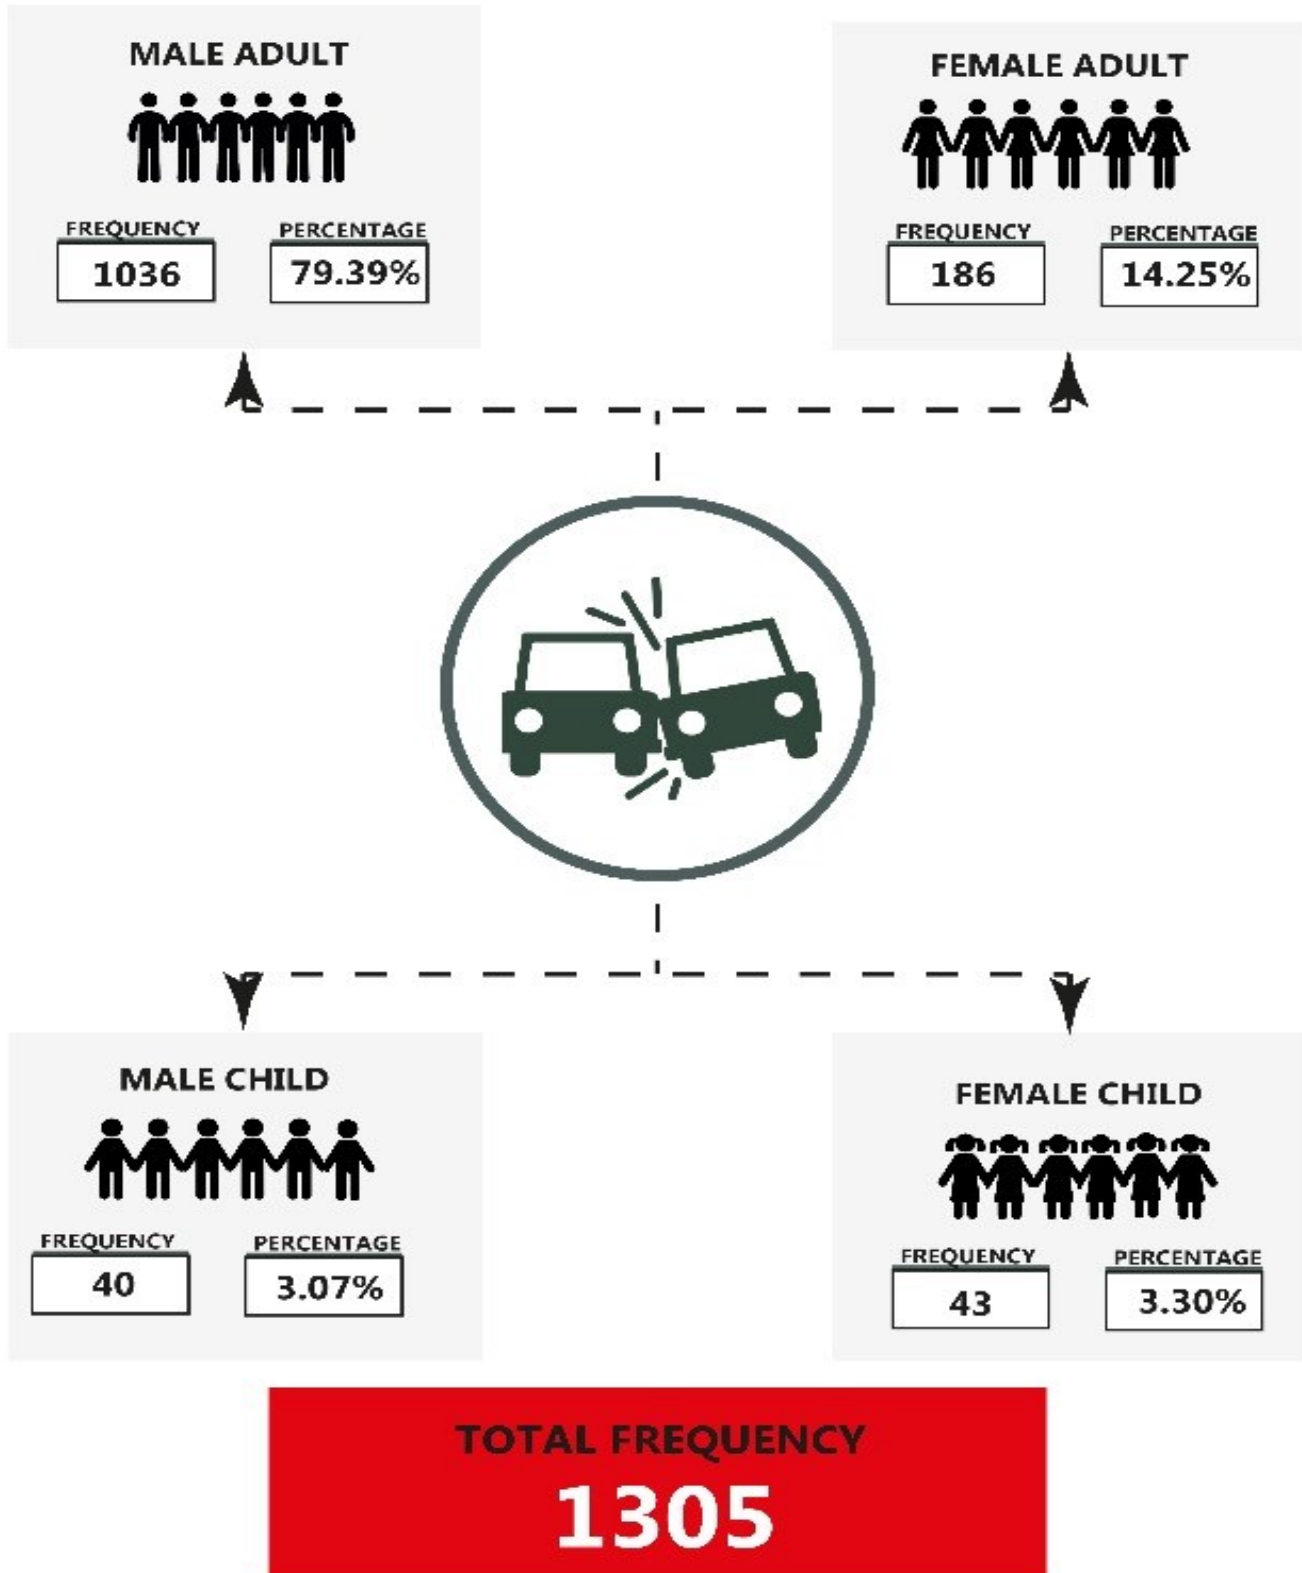 MALE ADULT
FREQUENCY PERCENTAGE
1036 79.39%
FEMALE ADULT
FREQUENCY PERCENTAGE
186 14.25%
MALE CHILD
FREQUENCY PERCENTAGE
40 3.07%
FEMALE CHILD
FREQUENCY PERCENTAGE
43 3.30%
TOTAL FREQUENCY
1305